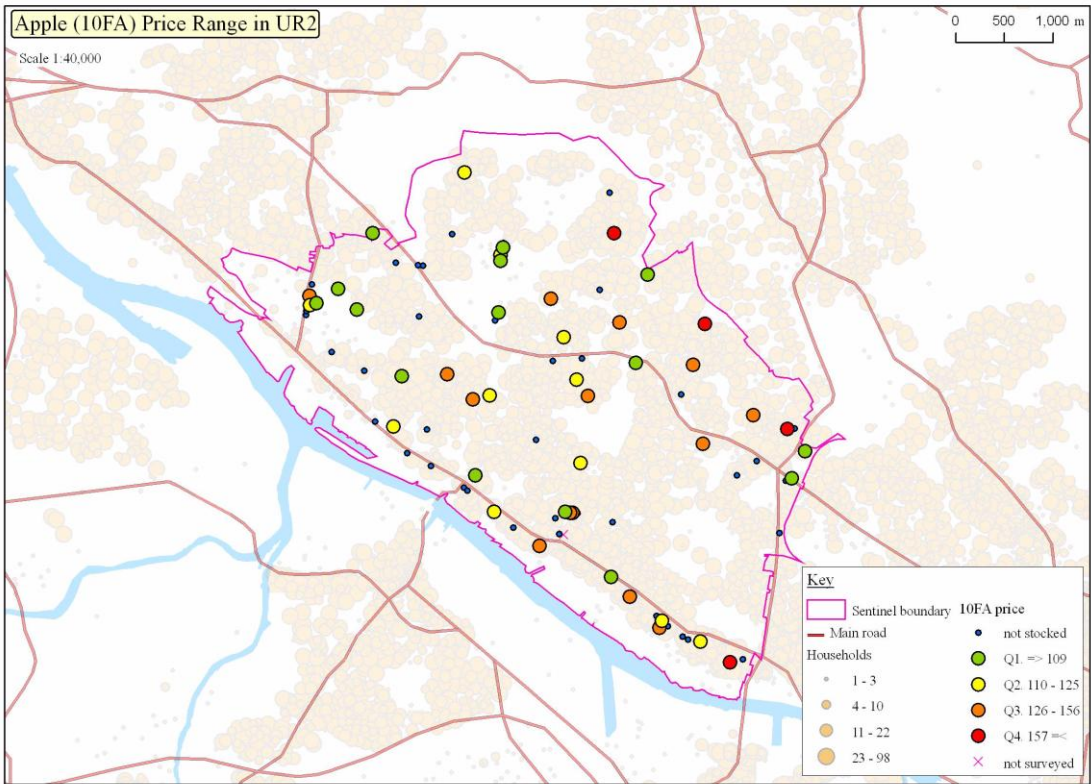 Apple (10FA) Price Range in UR2
Scale 1:40,000
0 500 1,000 m
Key
Sentinel boundary
Main road
Households
1 - 3
4 - 10
11 - 22
23 - 98
10FA price
not stocked
Q1. => 109
Q2. 110 - 125
Q3. 126 - 156
Q4. 157 =<
not surveyed